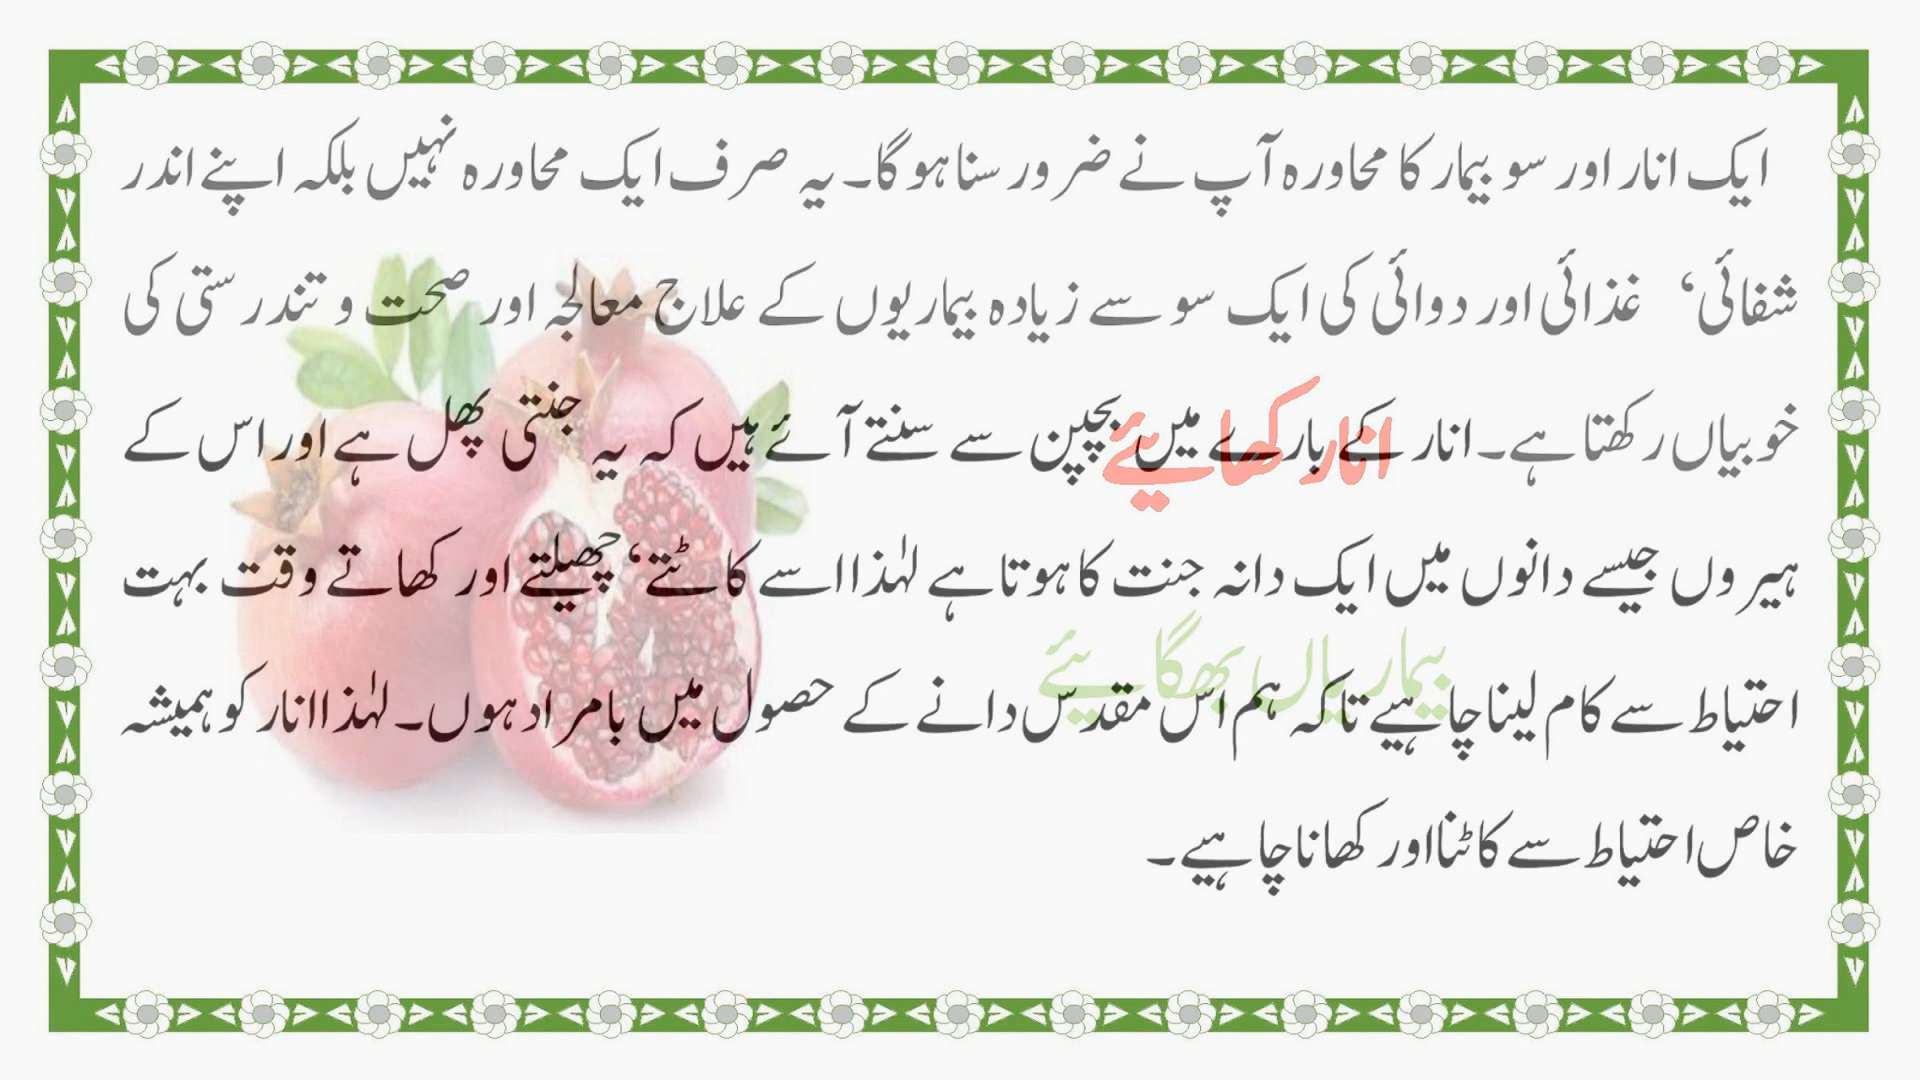 ایک انار اور سو بیمار کا محاورہ آپ نے ضرور سنا ہو گا۔ یہ صرف ایک محاورہ نہیں بلکہ اپنے اندر
شفائی‘ غذائی اور دوائی کی ایک سو سے زیادہ بیماریوں کے علاج معالجہ اور صحت و تندرستی کی
خوبیاں رکھتا ہے۔ انار کے بارے میں بچپن سے سنتے آئے ہیں کہ یہ جنتی پھل ہے اور اس کے
انار کھایئے
ہیروں جیسے دانوں میں ایک دانہ جنت کا ہوتا ہے لہٰذا اسے کاٹتے‘ چھیلتے اور کھاتے وقت بہت
بیماریاں بھگایئے
احتیاط سے کام لینا چاہیے تاکہ ہم اس مقدس دانے کے حصول میں بامراد ہوں۔ لہٰذا انار کو ہمیشہ
خاص احتیاط سے کاٹنا اور کھانا چاہیے۔